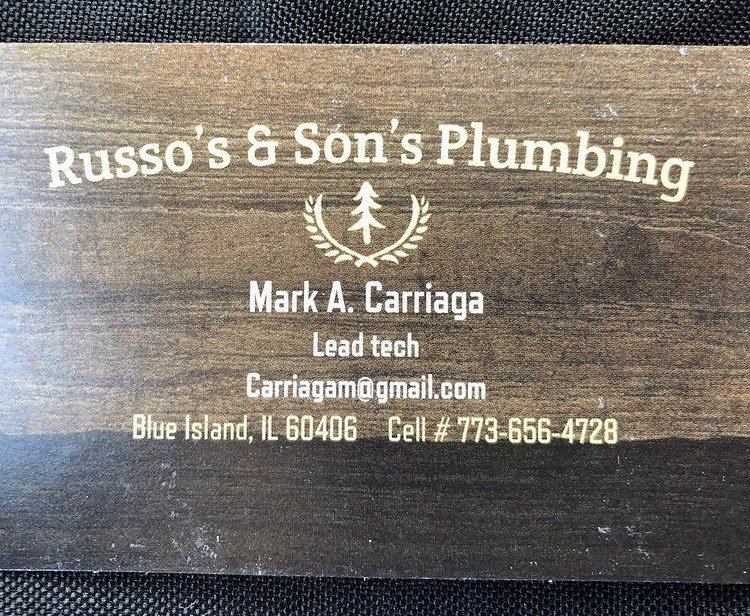 Russo's & Son's Plumbing
Mark A. Carriaga
Lead tech
Carriagam@gmail.com
Blue Island, IL 60406 Cell # 773-656-4728